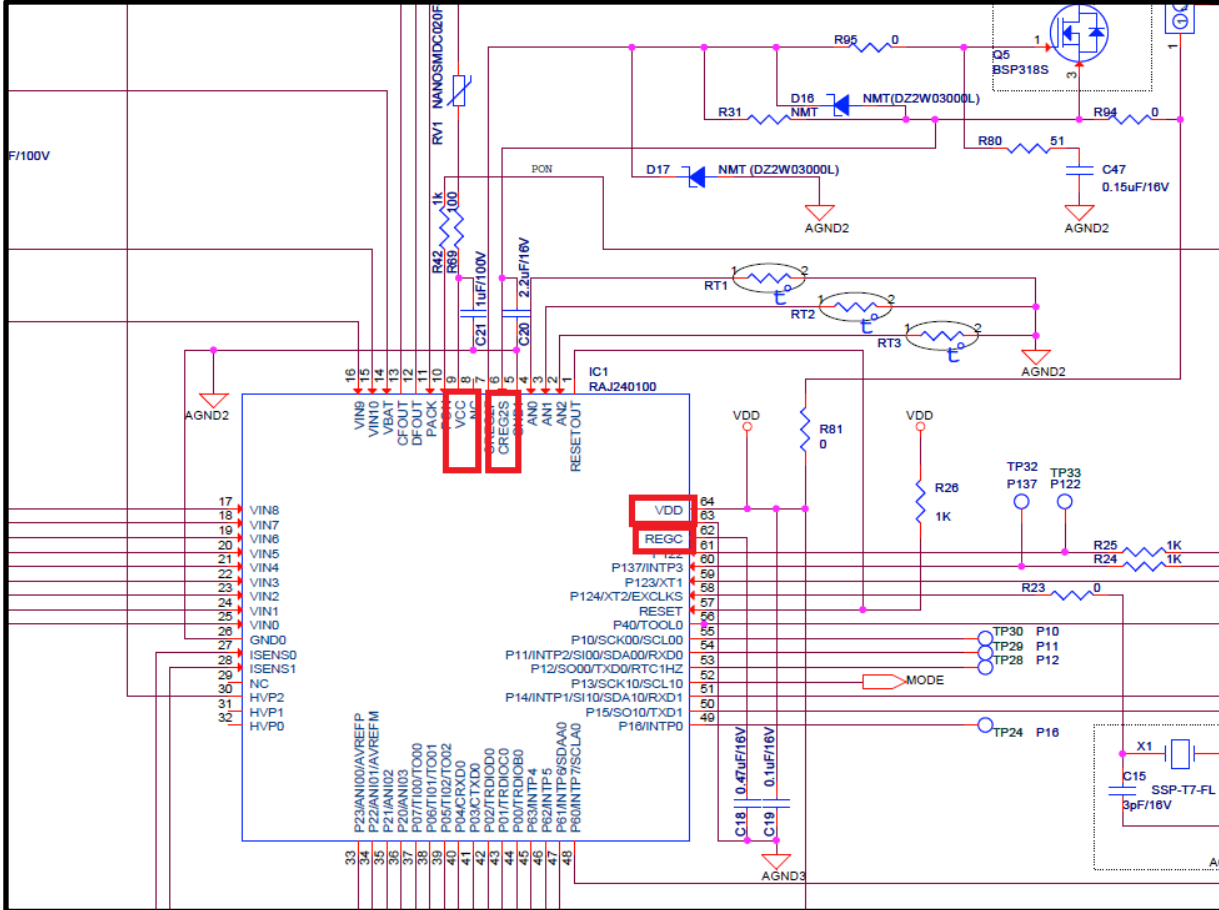 F/100V
RV1 NANOSMDC020F
R95 0
1
Q5
BSP318S
3
1
1
D16 NMT(DZ2W03000L)
R31 NMT
R94 0
R80 51
C47
0.15uF/16V
PON
D17 NMT (DZ2W03000L)
AGND2
AGND2
R42 1k
R69 100
C21 1uF/100V
C20 2.2uF/16V
RT1 1 2 t°
RT2 1 2 t°
RT3 1 2 t°
AGND2
AGND2
IC1
RAJ240100
16 15 14 13 12 11 10 9 8 7 6 5 4 3 2 1
VIN9
VIN10
VBAT
CFOUT
DFOUT
PACK
VCC
NC
CREG2S
AN0
AN1
AN2
RESETOUT
VDD
VDD
R81
0
R26
1K
TP32
P137
TP33
P122
17 VIN8
18 VIN7
19 VIN6
20 VIN5
21 VIN4
22 VIN3
23 VIN2
24 VIN1
25 VIN0
26 GND0
27 ISENS0
28 ISENS1
29 NC
30 HVP2
31 HVP1
32 HVP0
VDD 64
63
REGC 62
P122 61
P137/INTP3 60
P123/XT1 59
P124/XT2/EXCLKS 58
RESET 57
P40/TOOL0 56
P10/SCK00/SCL00 55
P11/INTP2/SI00/SDA00/RXD0 54
P12/SO00/TXD0/RTC1HZ 53
P13/SCK10/SCL10 52
P14/INTP1/SI10/SDA10/RXD1 51
P15/SO10/TXD1 50
P16/INTP0 49
R25 1K
R24 1K
R23 0
TP30 P10
TP29 P11
TP28 P12
MODE
TP24 P16
C18 0.47uF/16V
C19 0.1uF/16V
AGND3
X1
SSP-T7-FL
C15
3pF/16V
A
P23/ANI00/AVREFP
P22/ANI01/AVREFM
P21/ANI02
P20/ANI03
P07/TI00/TO00
P06/TI01/TO01
P05/TI02/TO02
P04/CRXD0
P03/CTXD0
P02/TRDIOD0
P01/TRDIOC0
P00/TRDIOB0
P63/INTP4
P62/INTP5
P61/INTP6/SDAA0
P60/INTP7/SCLA0
33 34 35 36 37 38 39 40 41 42 43 44 45 46 47 48